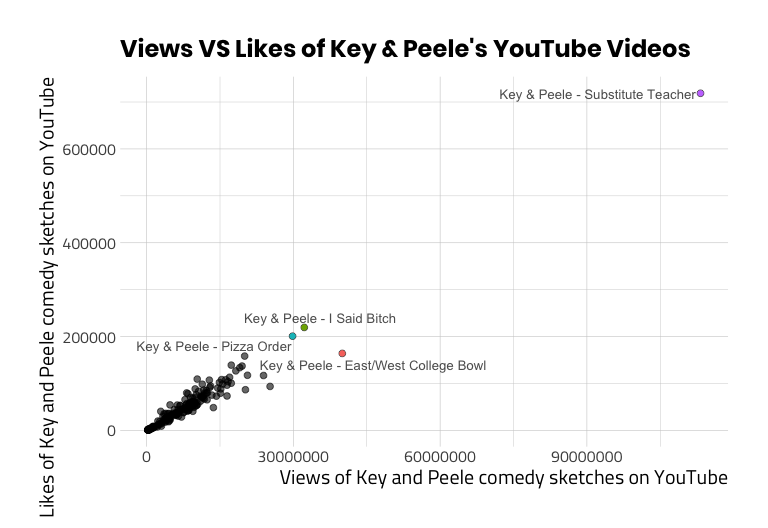 Views VS Likes of Key & Peele's YouTube Videos
Likes of Key and Peele comedy sketches on YouTube
Key & Peele - Substitute Teacher
600000
400000
Key & Peele - I Said Bitch
200000
Key & Peele - Pizza Order
Key & Peele - East/West College Bowl
0
0 30000000 60000000 90000000
Views of Key and Peele comedy sketches on YouTube